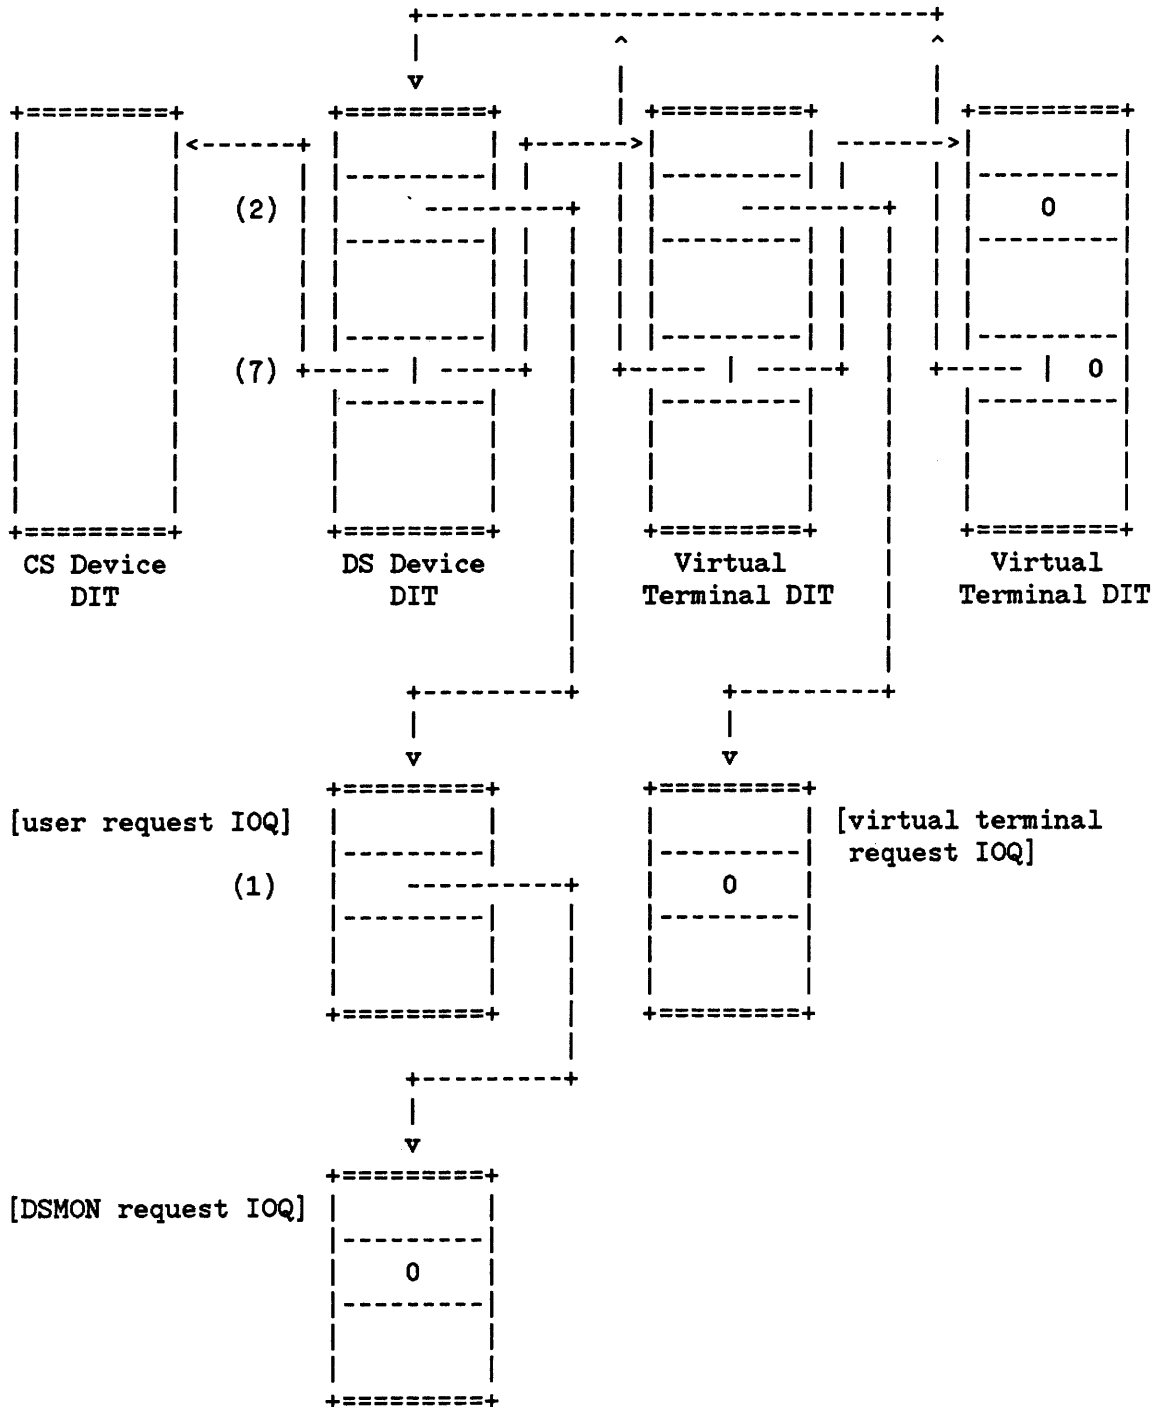 (2) 0
(7) 0
CS Device DS Device Virtual Virtual
DIT DIT Terminal DIT Terminal DIT
[user request IOQ] [virtual terminal
request IOQ]
(1) 0
[DSMON request IOQ]
0